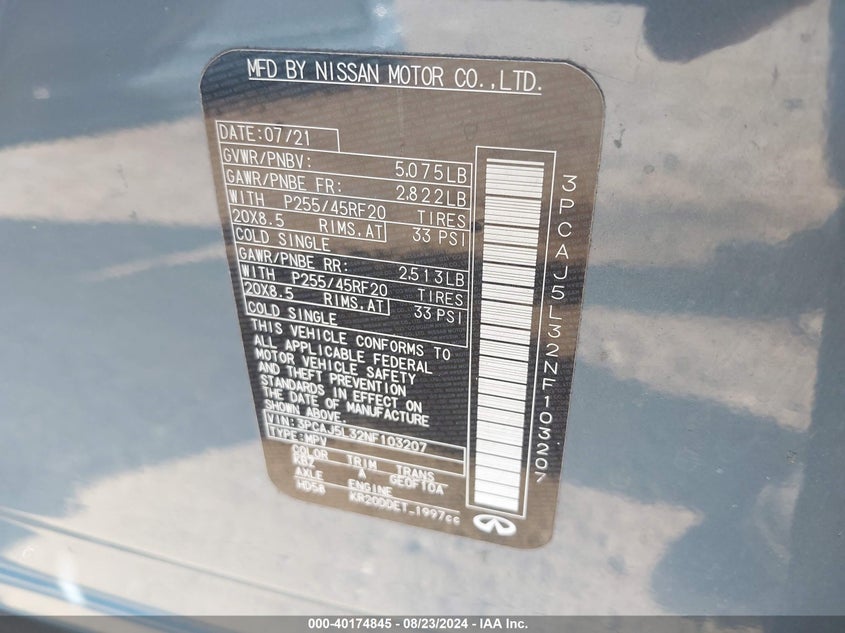 MFD BY NISSAN MOTOR CO.,LTD.
DATE:07/21
GVWR/PNBV: 5,075LB
GAWR/PNBE FR: 2,822LB
WITH P255/45RF20 TIRES
20X8.5 RIMS,AT 33 PSI
COLD SINGLE
GAWR/PNBE RR: 2,513LB
WITH P255/45RF20 TIRES
20X8.5 RIMS,AT 33 PSI
COLD SINGLE
THIS VEHICLE CONFORMS TO
ALL APPLICABLE FEDERAL
MOTOR VEHICLE SAFETY
AND THEFT PREVENTION
STANDARDS IN EFFECT ON
THE DATE OF MANUFACTURE
SHOWN ABOVE.
VIN:3PCAJ5L32NF103207
TYPE:MPV
COLOR TRIM TRANS
KBZ A GE0F10A
AXLE ENGINE
HD58 KR20DDET_1997cc
3PCAJ5L32NF103207
000-40174845 / 08/23/2024 - IAA Inc.